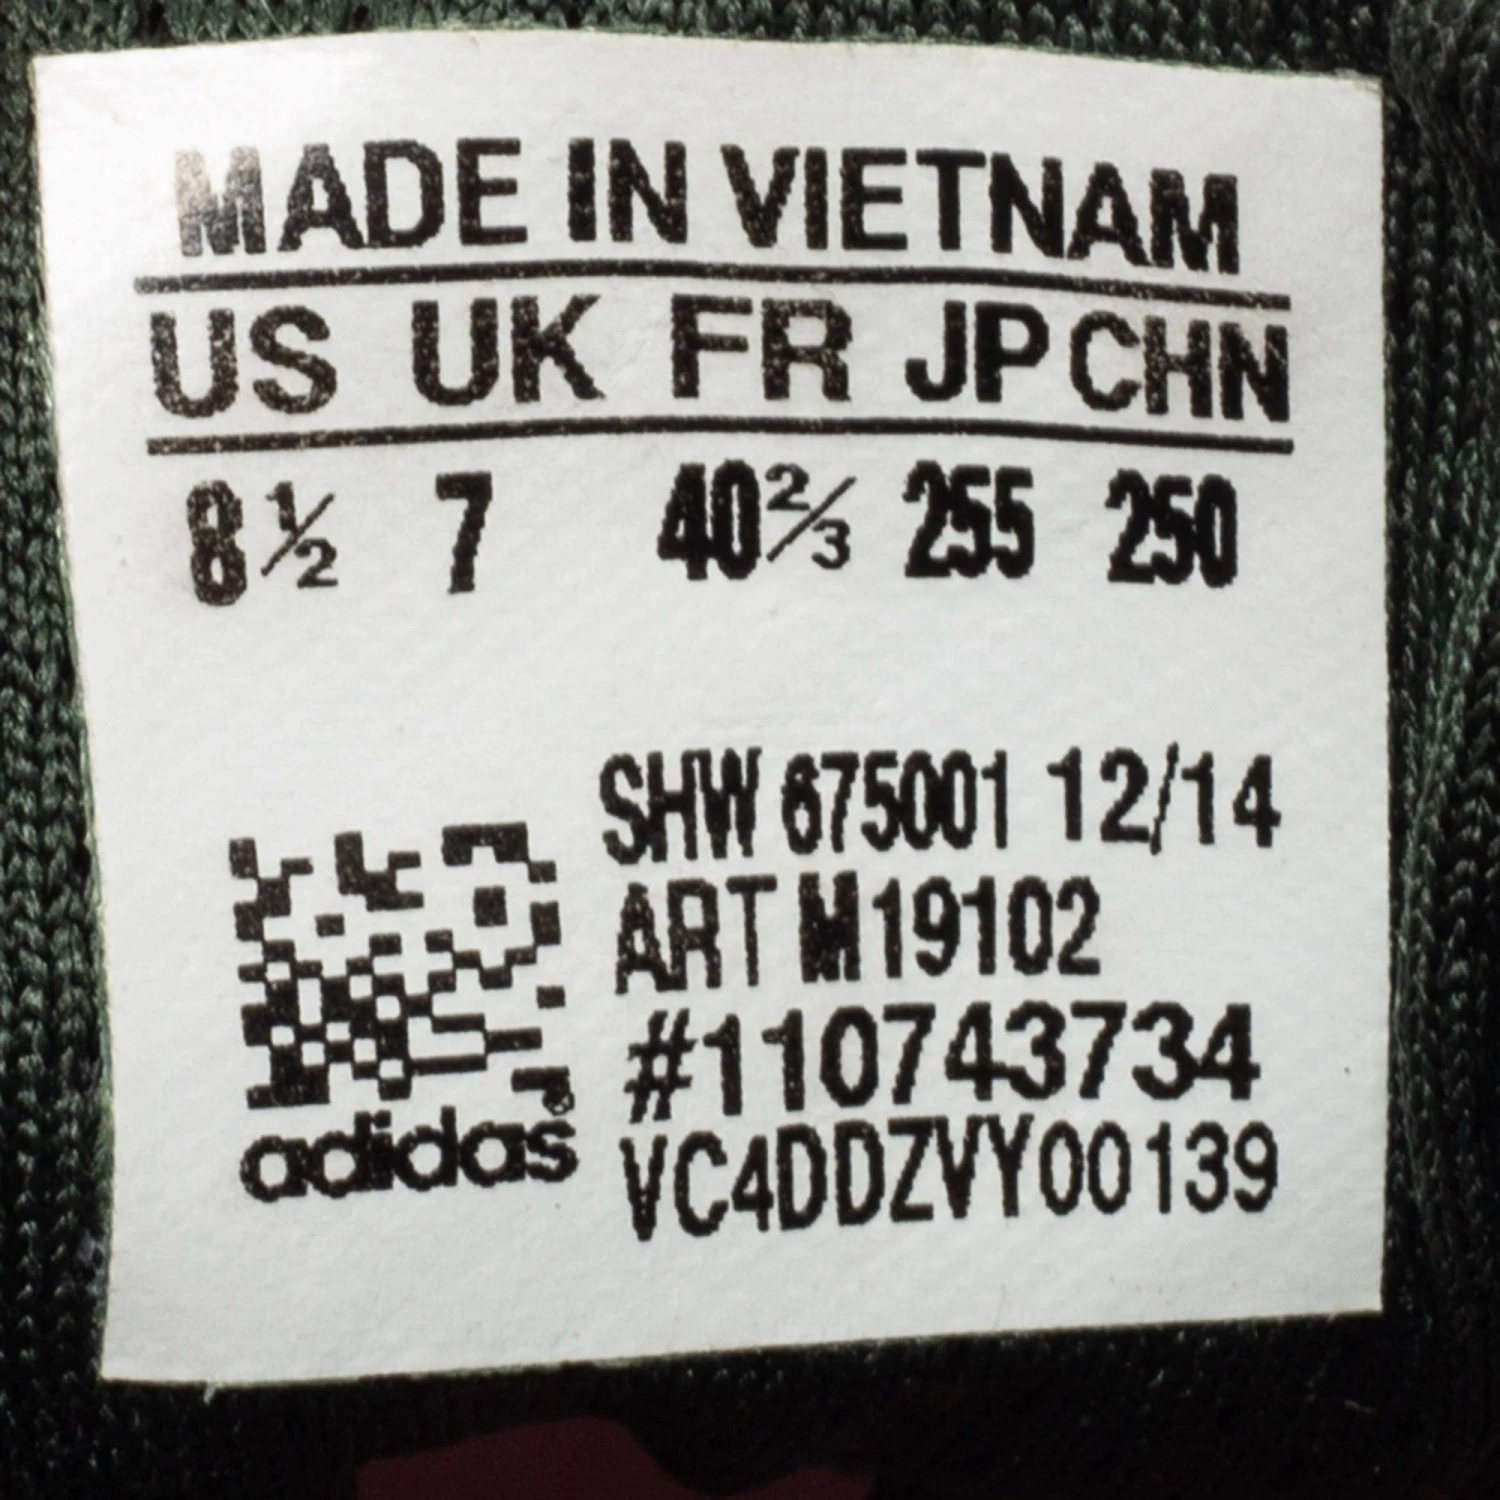 MADE IN VIETNAM
US UK FR JP CHN
8½ 7 40⅔ 255 250
SHW 675001 12/14
ART M19102
#110743734
adidas®
VC4DDZVY00139